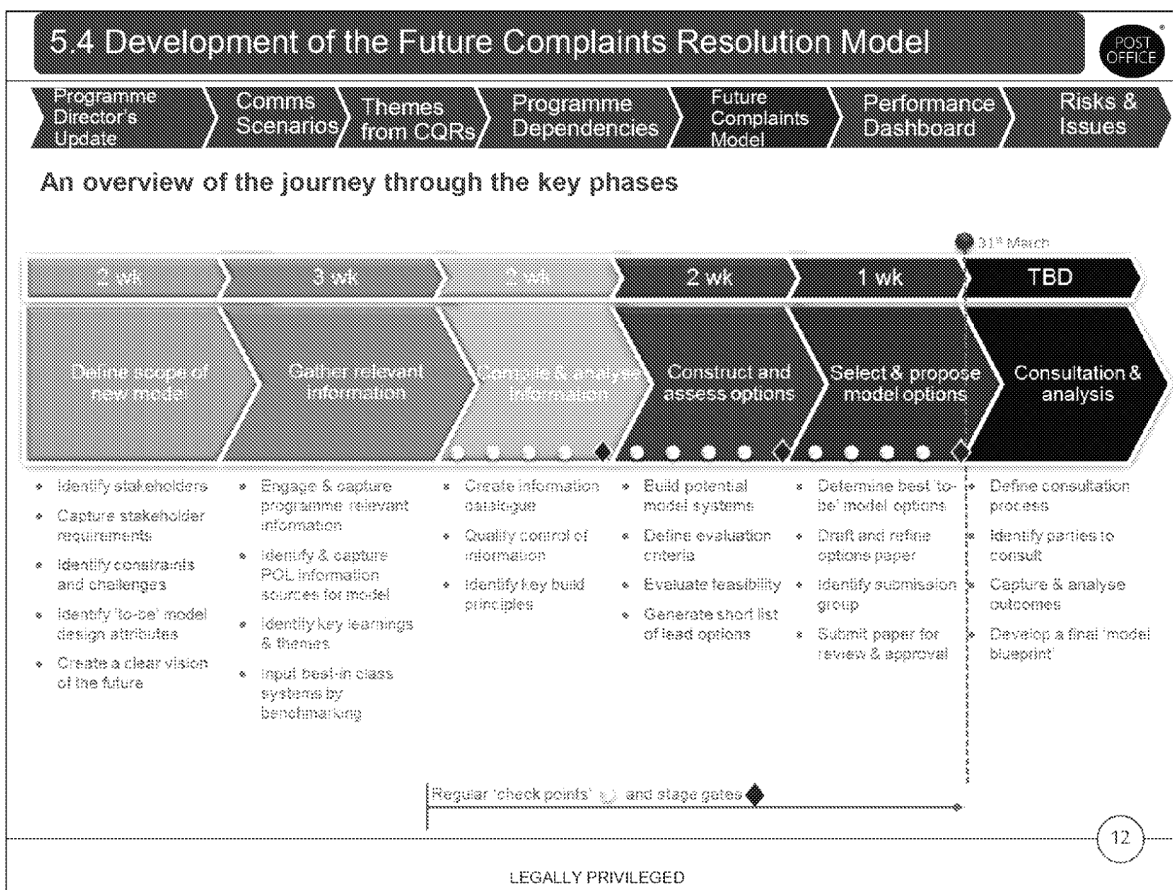 5.4 Development of the Future Complaints Resolution Model
POST
OFFICE
Programme
Director's
Update
Comms
Scenarios
Themes
from CQRs
Programme
Dependencies
Future
Complaints
Model
Performance
Dashboard
Risks &
Issues
An overview of the journey through the key phases
31st March
2 wk
3 wk
2 wk
2 wk
1 wk
TBD
Define scope of
new model
Gather relevant
information
Compile & analyse
information
Construct and
assess options
Select & propose
model options
Consultation &
analysis
Identify stakeholders
Capture stakeholder
requirements
Identify constraints
and challenges
Identify 'to-be' model
design attributes
Create a clear vision
of the future
Engage & capture
programme relevant
information
Identify & capture
POL information
sources for model
Identify key learnings
& themes
Input best-in class
systems by
benchmarking
Create information
catalogue
Quality control of
information
Identify key build
principles
Build potential
model systems
Define evaluation
criteria
Evaluate feasibility
Generate short list
of lead options
Determine best 'to-
be' model options
Draft and refine
options paper
Identify submission
group
Submit paper for
review & approval
Define consultation
process
Identify parties to
consult
Capture & analyse
outcomes
Develop a final 'model
blueprint'
Regular 'check points' and stage gates
12
LEGALLY PRIVILEGED